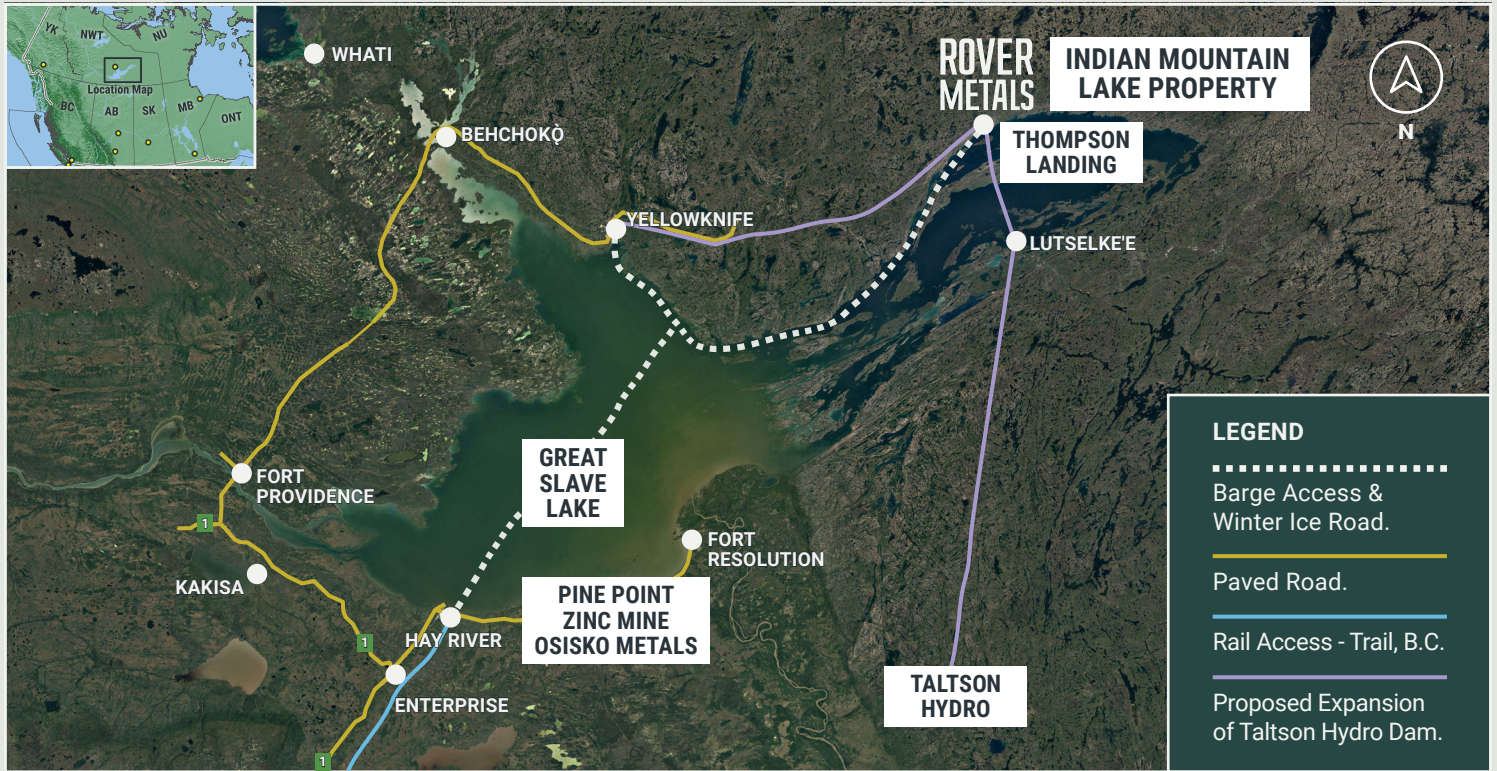 YK
NWT
NU
Location Map
BC
AB
SK
MB
ONT
WHATI
ROVER
METALS
INDIAN MOUNTAIN
LAKE PROPERTY
N
BEHCHOKǪ̀
THOMPSON
LANDING
YELLOWKNIFE
LUTSELKE'E
GREAT
SLAVE
LAKE
FORT
PROVIDENCE
1
KAKISA
FORT
RESOLUTION
PINE POINT
ZINC MINE
OSISKO METALS
HAY RIVER
1
ENTERPRISE
1
TALTSON
HYDRO
LEGEND
Barge Access &
Winter Ice Road.
Paved Road.
Rail Access - Trail, B.C.
Proposed Expansion
of Taltson Hydro Dam.